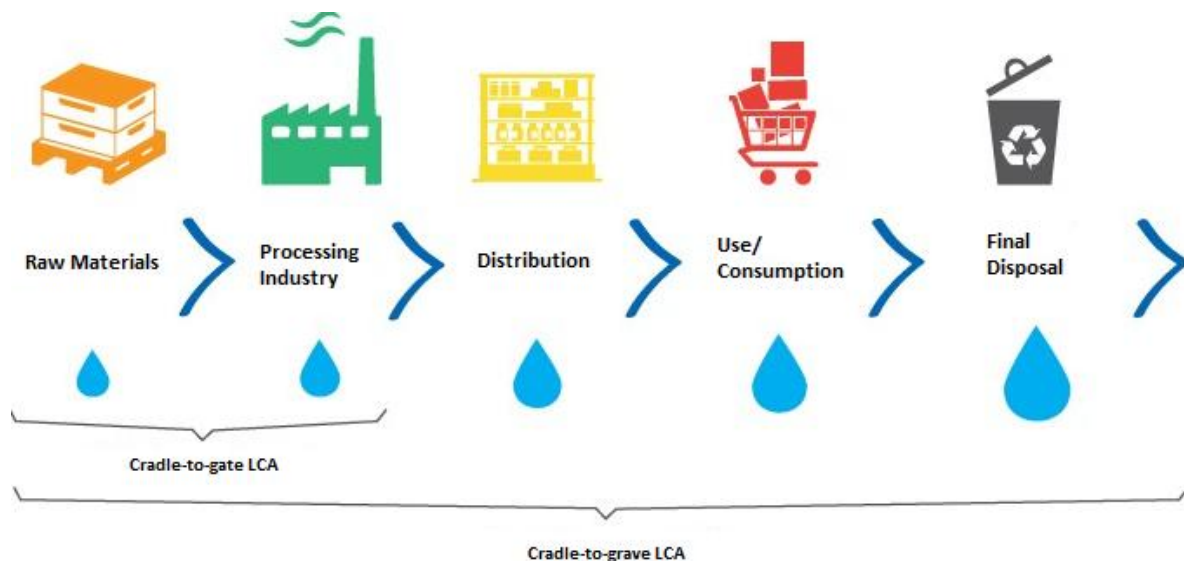 Raw Materials
Processing
Industry
Distribution
Use/
Consumption
Final
Disposal
Cradle-to-gate LCA
Cradle-to-grave LCA